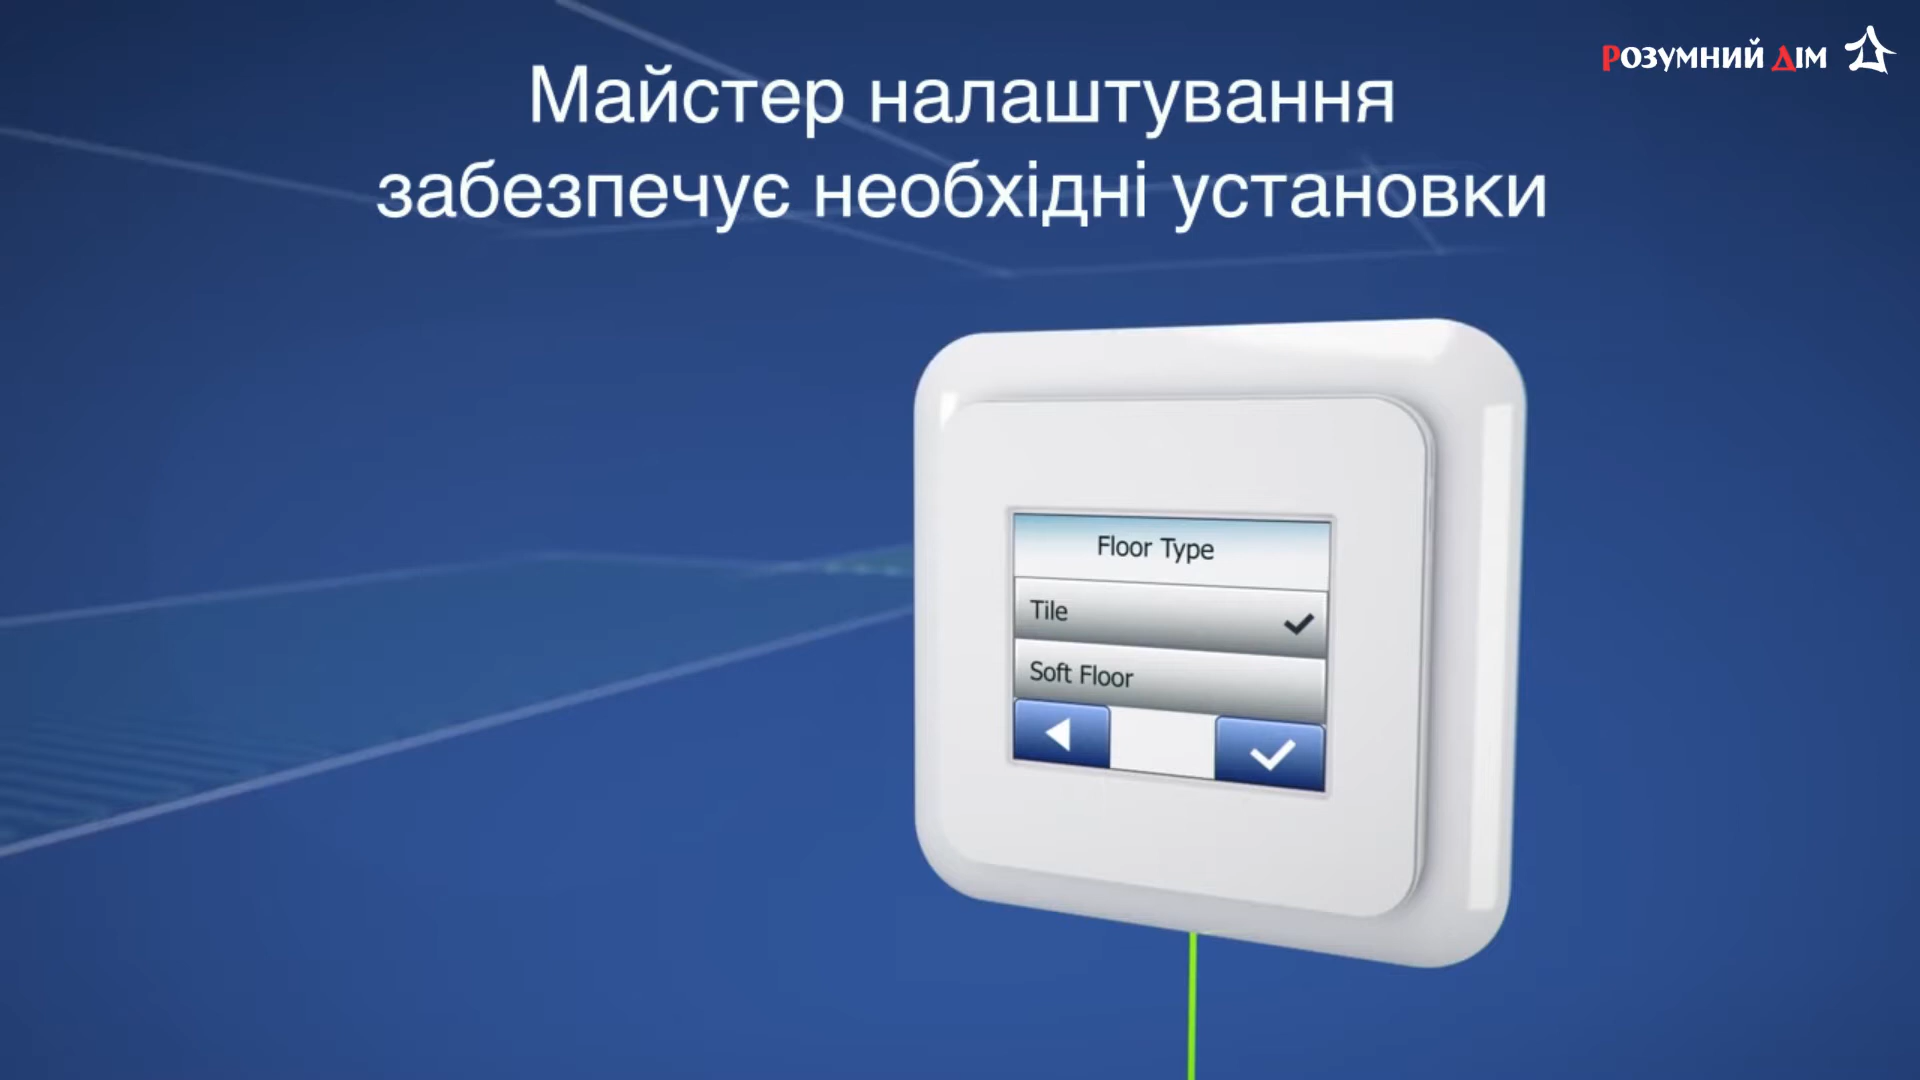 Розумний Дім
Майстер налаштування
забезпечує необхідні установки
Floor Type
Tile
Soft Floor